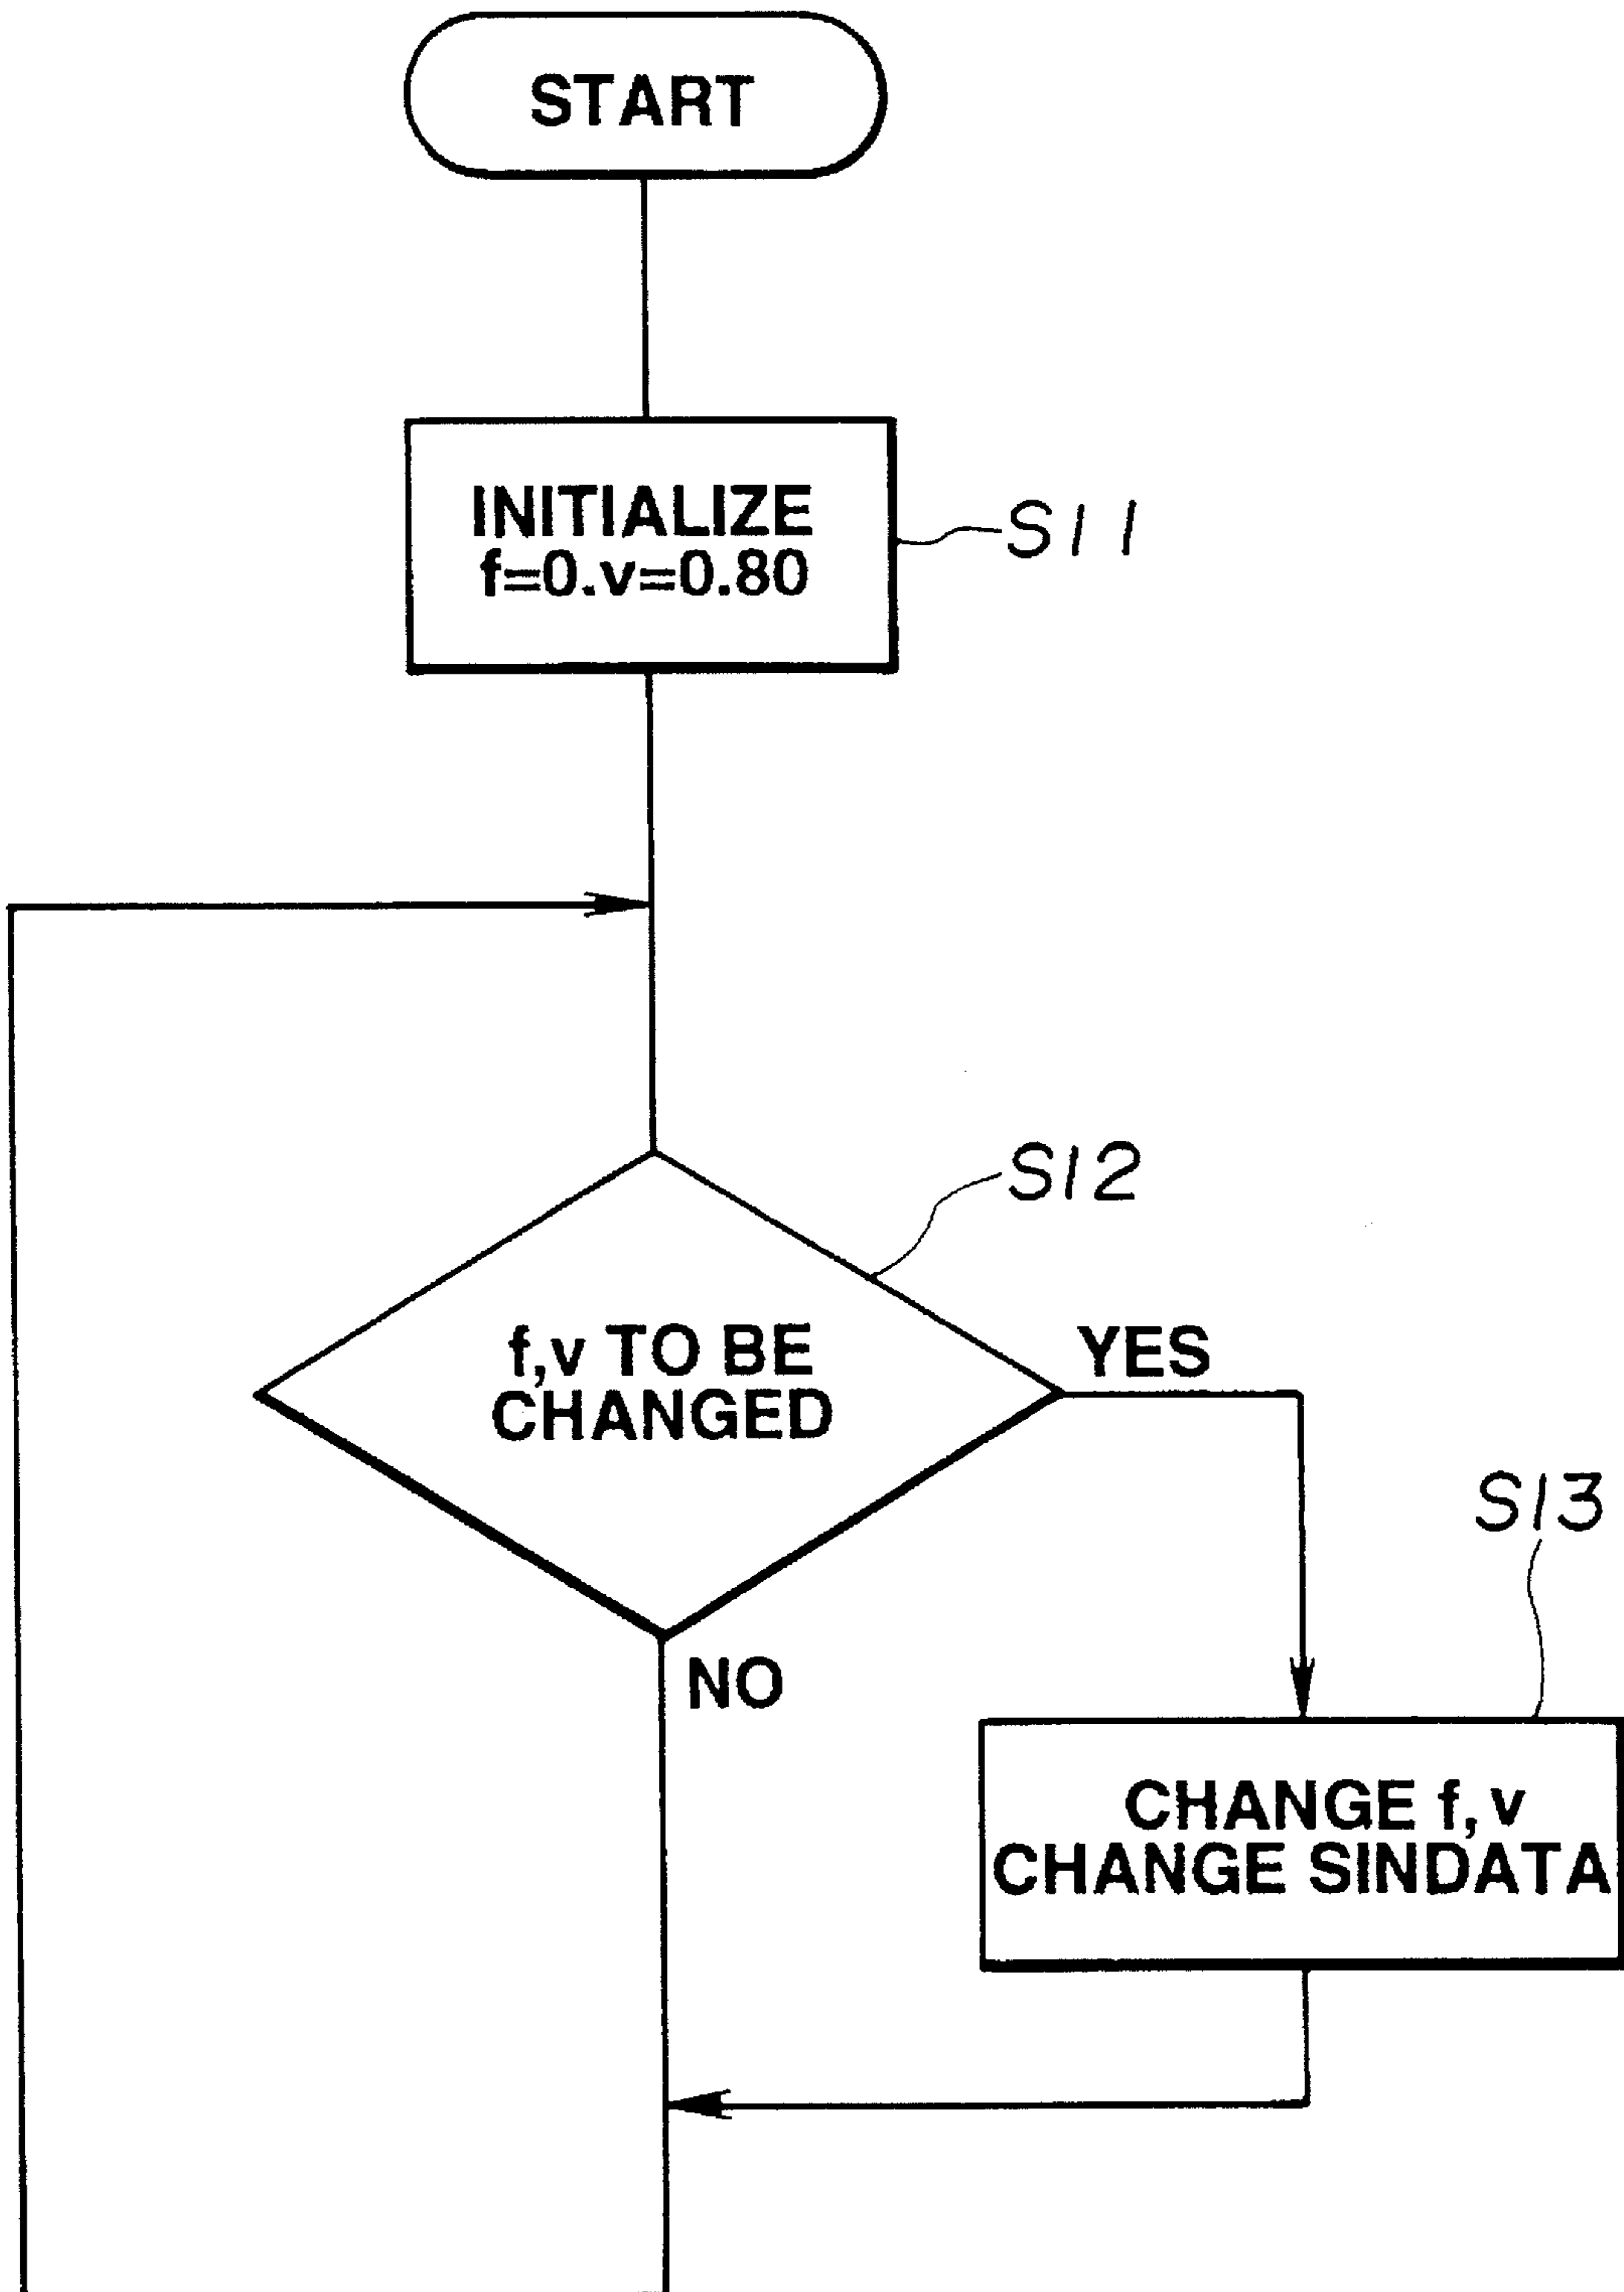 START
INITIALIZE
f=0.v=0.80
S11
S12
f,v TO BE
CHANGED
YES
NO
S13
CHANGE f,v
CHANGE SINDATA